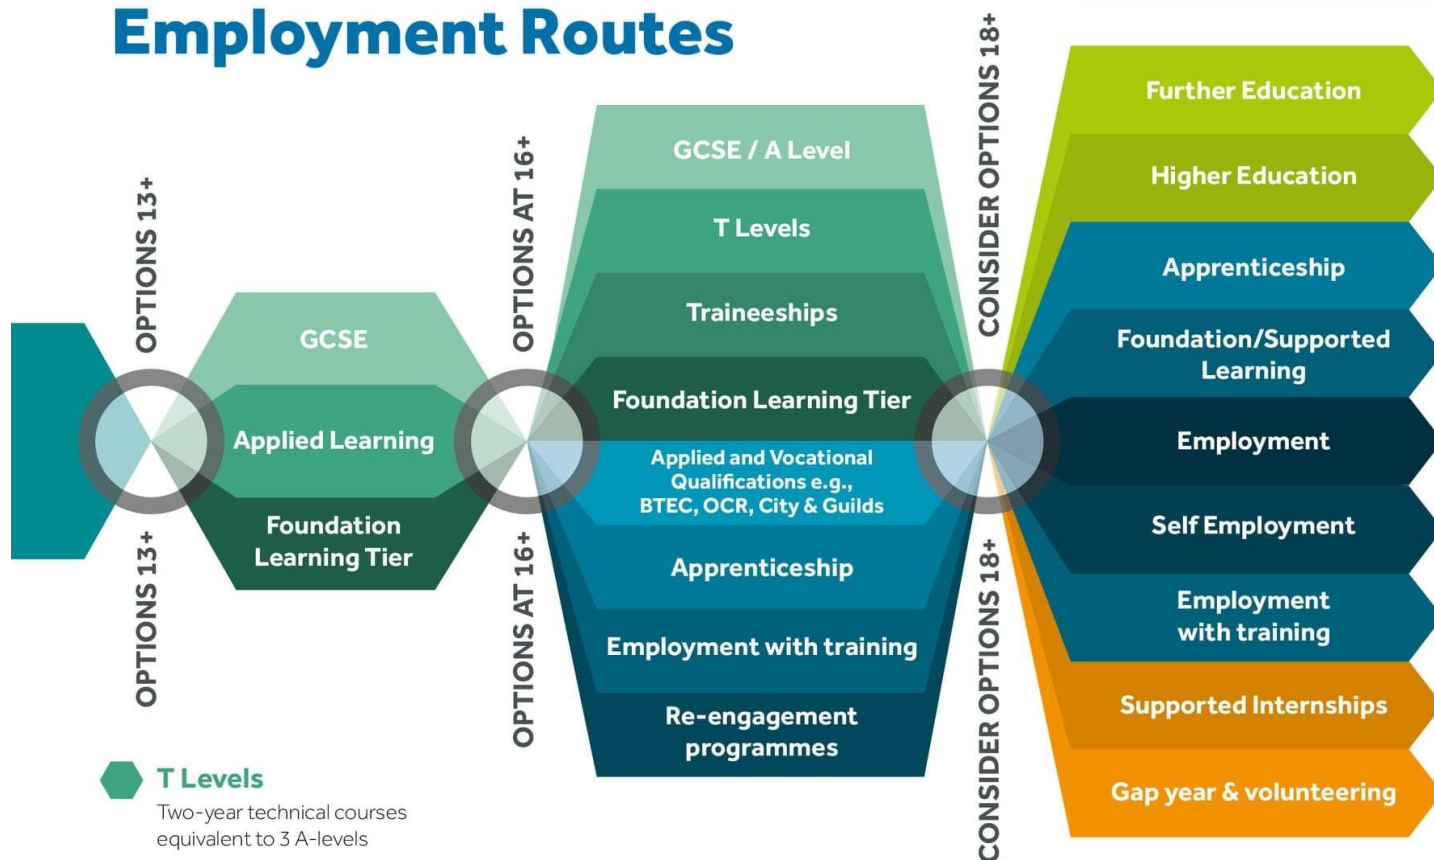 Employment Routes
OPTIONS 13+
OPTIONS 13+
GCSE
Applied Learning
Foundation
Learning Tier
OPTIONS AT 16+
OPTIONS AT 16+
GCSE / A Level
T Levels
Traineeships
Foundation Learning Tier
Applied and Vocational
Qualifications e.g.,
BTEC, OCR, City & Guilds
Apprenticeship
Employment with training
Re-engagement
programmes
CONSIDER OPTIONS 18+
CONSIDER OPTIONS 18+
Further Education
Higher Education
Apprenticeship
Foundation/Supported
Learning
Employment
Self Employment
Employment
with training
Supported Internships
Gap year & volunteering
T Levels
Two-year technical courses
equivalent to 3 A-levels